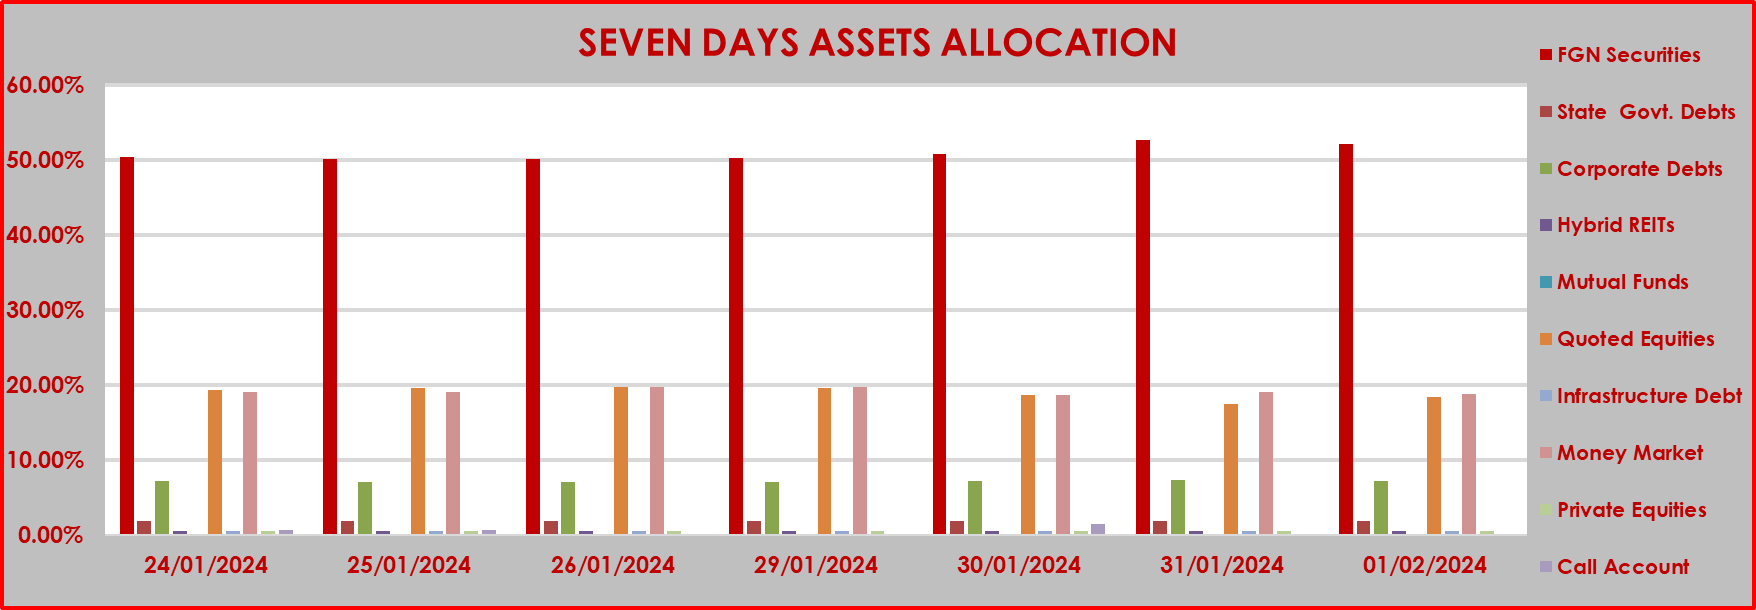 SEVEN DAYS ASSETS ALLOCATION
60.00%
50.00%
40.00%
30.00%
20.00%
10.00%
0.00%
24/01/2024 25/01/2024 26/01/2024 29/01/2024 30/01/2024 31/01/2024 01/02/2024
FGN Securities
State Govt. Debts
Corporate Debts
Hybrid REITs
Mutual Funds
Quoted Equities
Infrastructure Debt
Money Market
Private Equities
Call Account